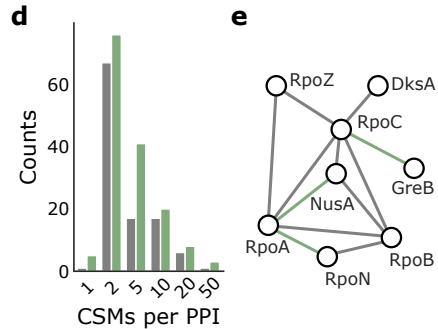 d
Counts
60
40
20
0
1
2
5
10
20
50
CSMs per PPI
e
RpoZ
DksA
RpoC
GreB
NusA
RpoA
RpoB
RpoN